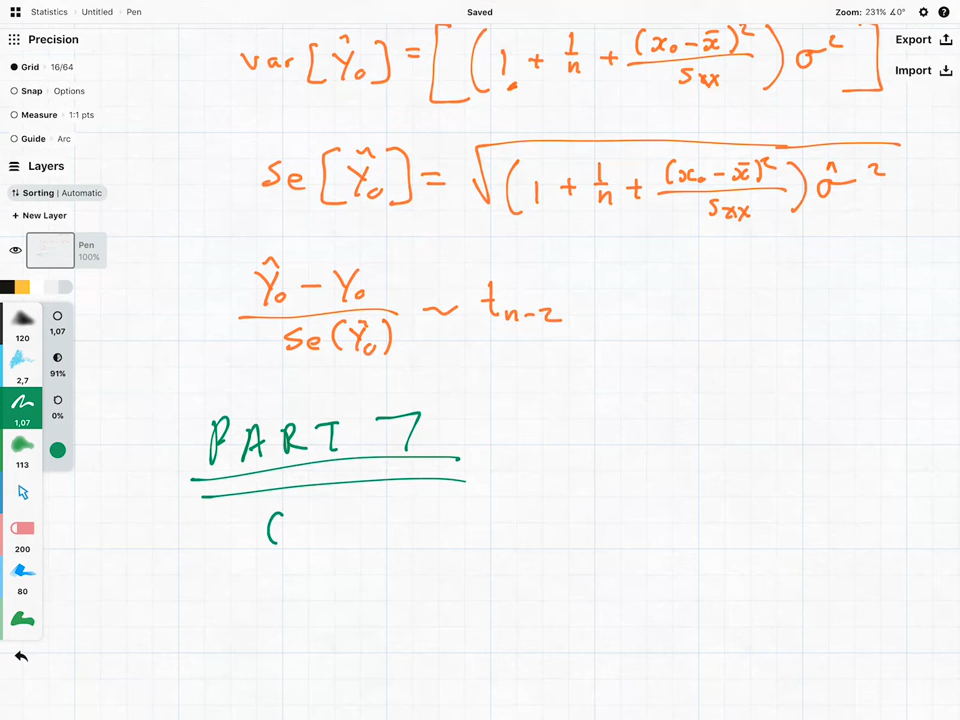 Statistics Untitled Pen Saved Zoom: 231% ∡0°
Precision
Grid 16/64
Snap Options
Measure 1:1 pts
Guide Arc
Layers
Sorting | Automatic
+ New Layer
Pen
100%
120
2,7
1,07
113
200
80
1,07
91%
0%
Export
Import
var[Ŷ₀] = [(1 + 1/n + (x₀ - x̄)²/sxx) σ²]
se[Ŷ₀] = √(1 + 1/n + (x₀ - x̄)²/sxx) σ̂²
Ŷ₀ - Y₀ / se(Ŷ₀) ~ tn-2
PART 7
(